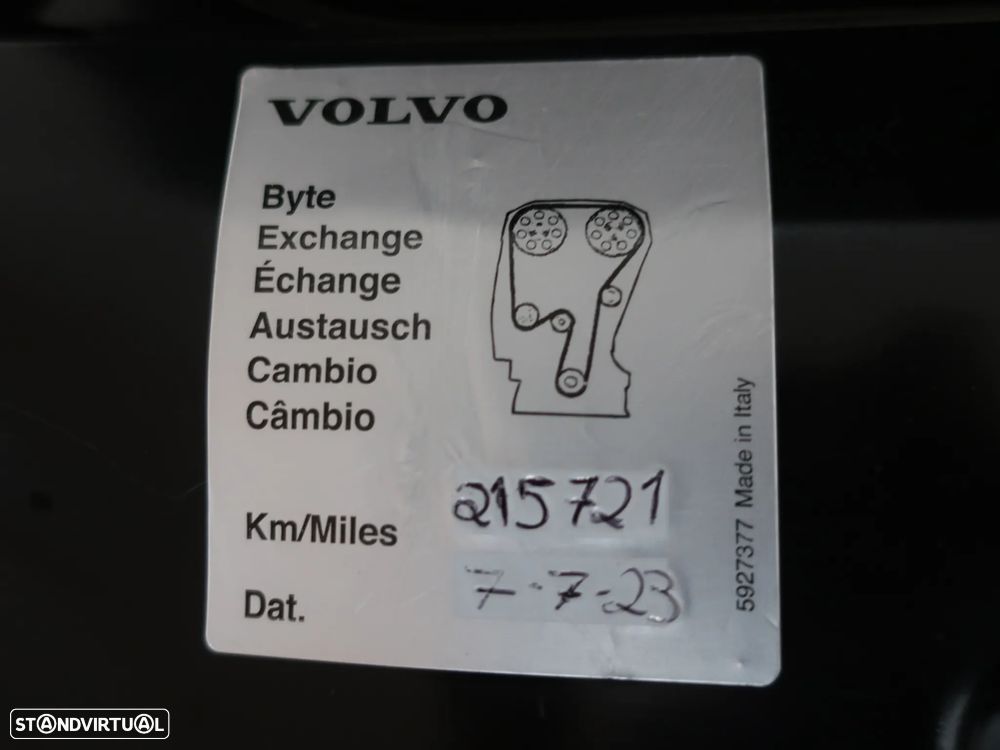 VOLVO
Byte
Exchange
Échange
Austausch
Cambio
Câmbio
Km/Miles 215721
Dat. 7-7-23
5927377 Made in Italy
STANDVIRTUAL